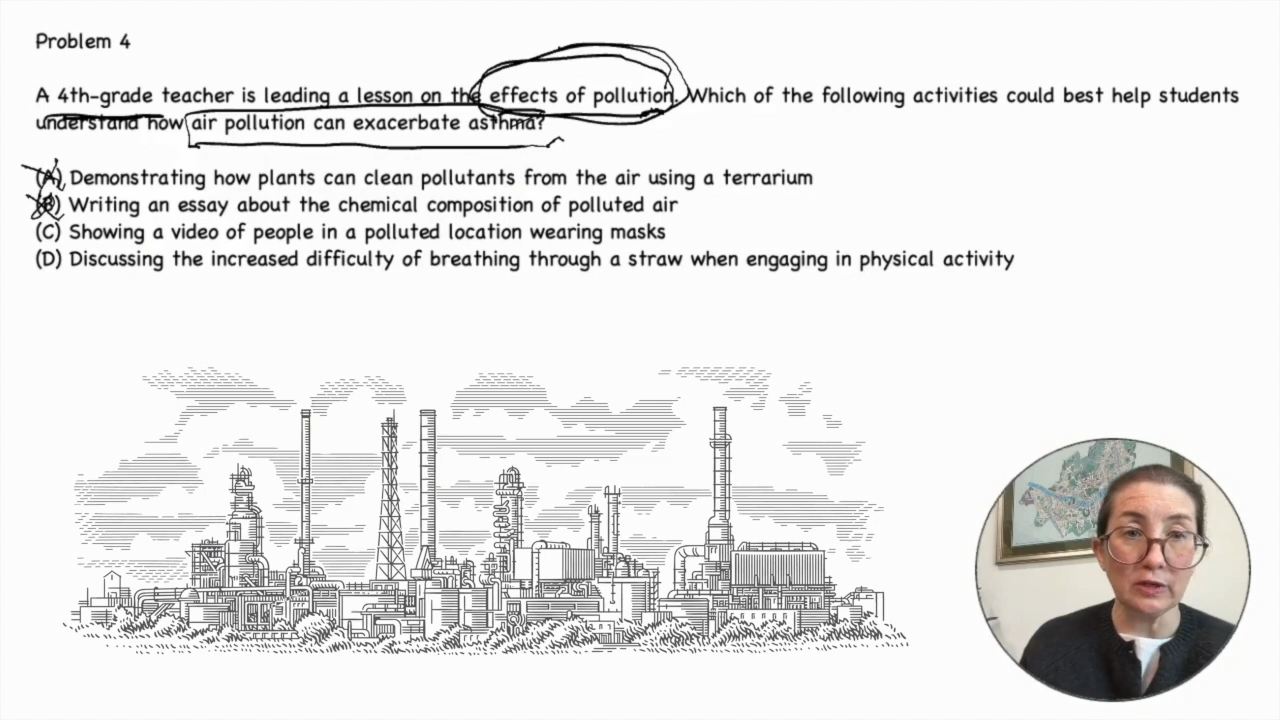 Problem 4
A 4th-grade teacher is leading a lesson on the effects of pollution. Which of the following activities could best help students
understand how air pollution can exacerbate asthma?
(A) Demonstrating how plants can clean pollutants from the air using a terrarium
(B) Writing an essay about the chemical composition of polluted air
(C) Showing a video of people in a polluted location wearing masks
(D) Discussing the increased difficulty of breathing through a straw when engaging in physical activity